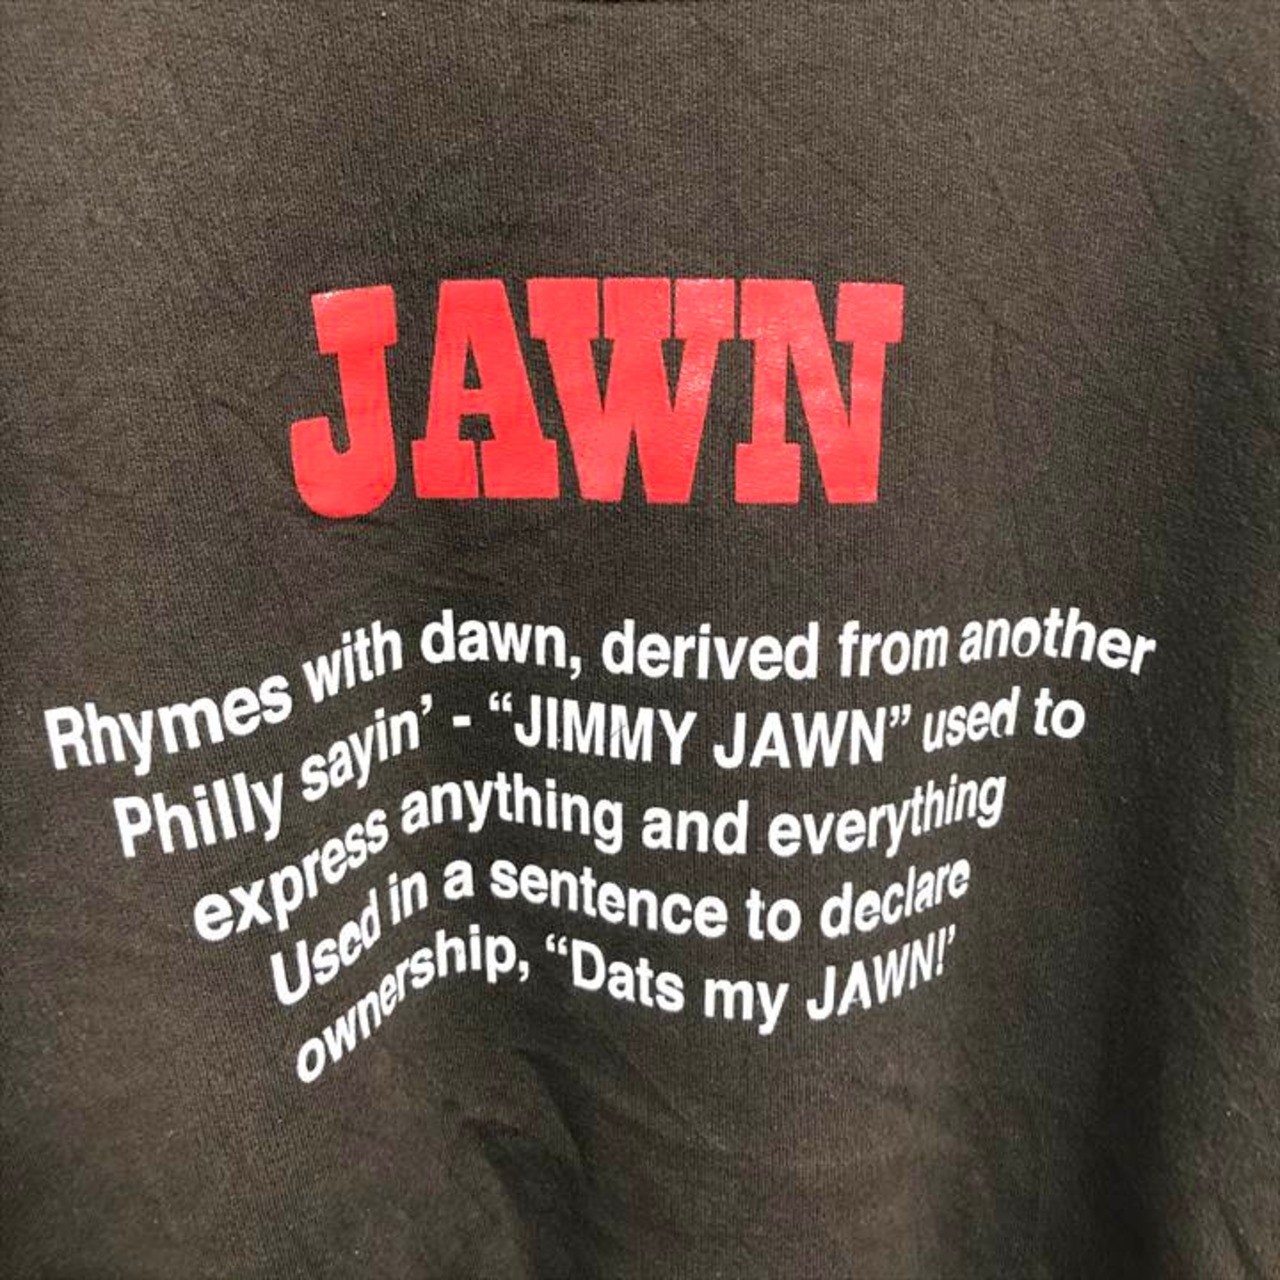 JAWN
Rhymes with dawn, derived from another
Philly sayin’ - “JIMMY JAWN” used to
express anything and everything
Used in a sentence to declare
ownership, “Dats my JAWN!’